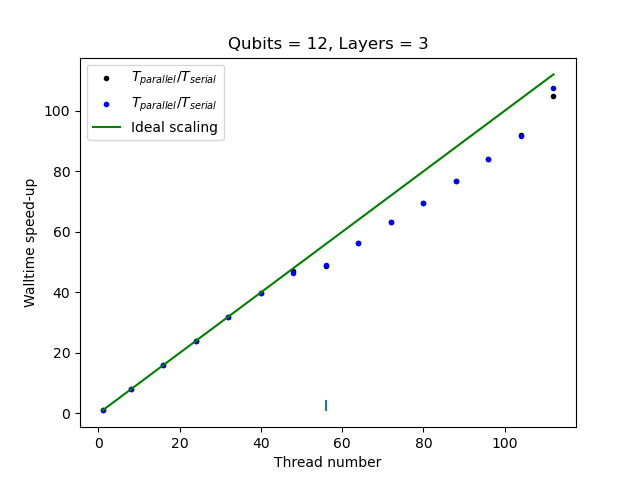 Qubits = 12, Layers = 3
T_parallel/T_serial
T_parallel/T_serial
Ideal scaling
Walltime speed-up
100
80
60
40
20
0
0 20 40 60 80 100
Thread number